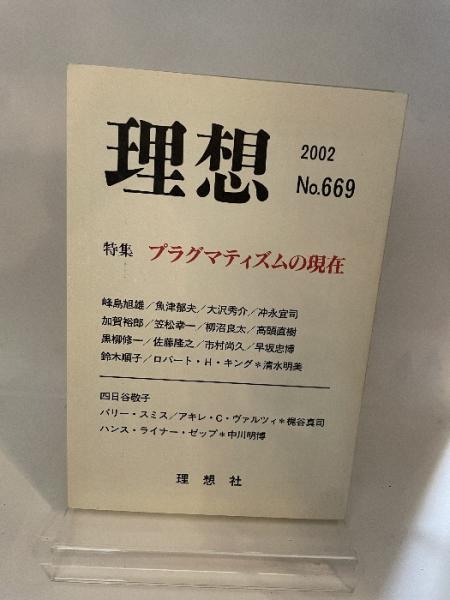 理想
2002
No.669
特集 プラグマティズムの現在
峰島旭雄／魚津郁夫／大沢秀介／冲永宜司
加賀裕郎／笠松幸一／柳沼良太／高頭直樹
黒柳修一／佐藤隆之／市村尚久／早坂忠博
鈴木順子／ロバート・H・キング＊清水明美
四日谷敬子
バリー・スミス／アキレ・C・ヴァルツィ＊梶谷真司
ハンス・ライナー・ゼップ＊中川明博
理想社